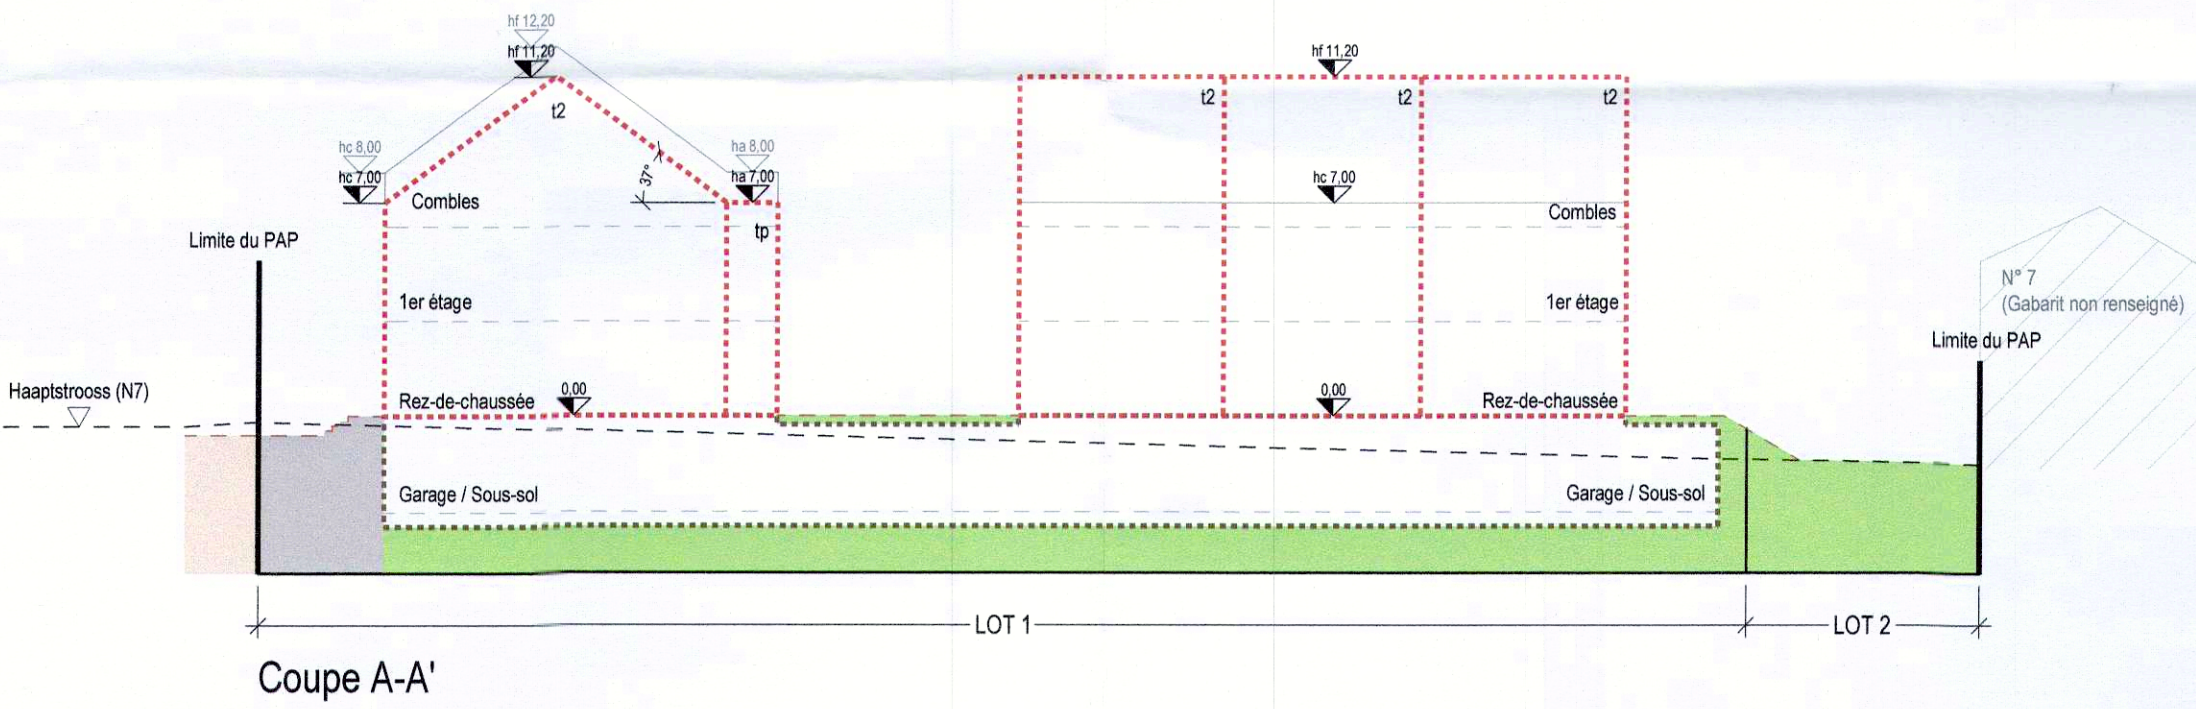 hf 12,20
hf 11,20
hf 11,20
t2
t2
t2
t2
hc 8,00
ha 8,00
hc 7,00
37°
ha 7,00
hc 7,00
Combles
Combles
tp
Limite du PAP
N° 7
(Gabarit non renseigné)
1er étage
1er étage
Limite du PAP
Haaptstrooss (N7)
0,00
0,00
Rez-de-chaussée
Rez-de-chaussée
Garage / Sous-sol
Garage / Sous-sol
LOT 1
LOT 2
Coupe A-A'